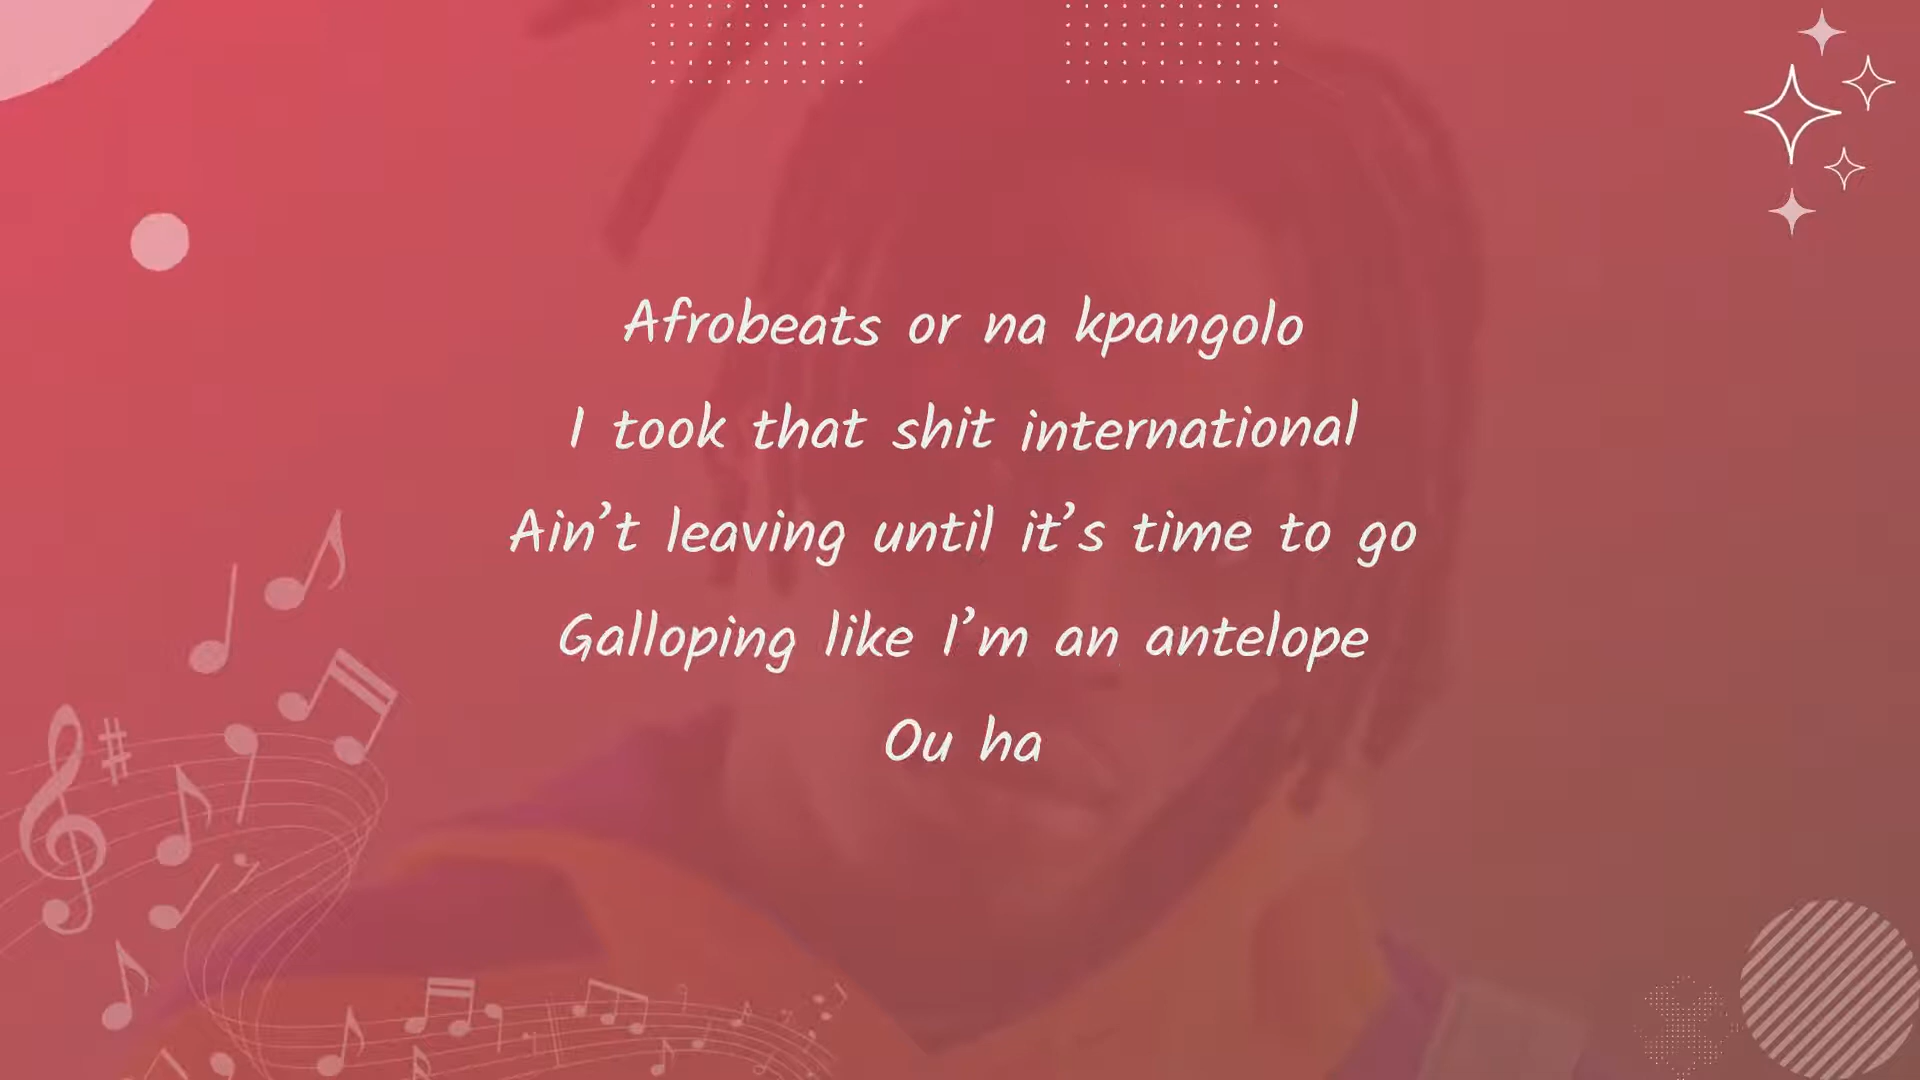 Afrobeats or na kpangolo
I took that shit international
Ain’t leaving until it’s time to go
Galloping like I’m an antelope
Ou ha